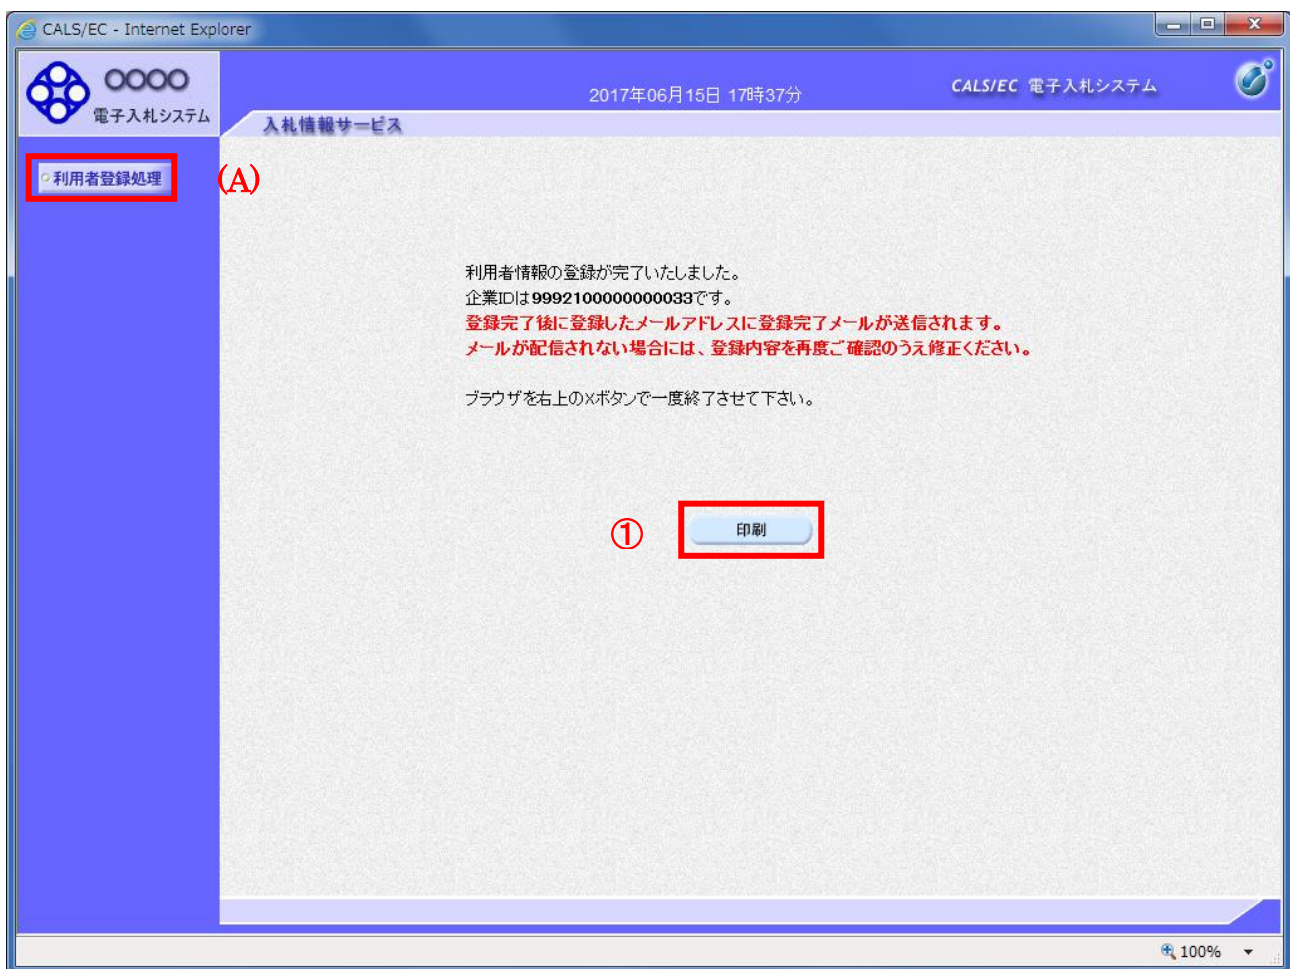 CALS/EC - Internet Explorer
〇〇〇〇
電子入札システム
2017年06月15日 17時37分
CALS/EC 電子入札システム
入札情報サービス
利用者登録処理
(A)
利用者情報の登録が完了いたしました。
企業IDは9992100000000033です。
登録完了後に登録したメールアドレスに登録完了メールが送信されます。
メールが配信されない場合には、登録内容を再度ご確認のうえ修正ください。
ブラウザを右上の×ボタンで一度終了させて下さい。
①
印刷
100%